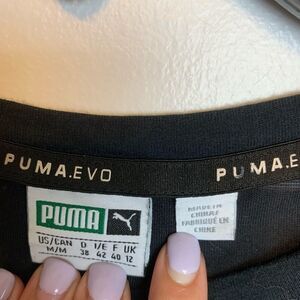 PUMA.EVO
PUMA.E
PUMA
US/CAN D I/E F UK
M/M 38 42 40 12
MADE IN
CHINA/
FABRIQUÉ EN
CHINE